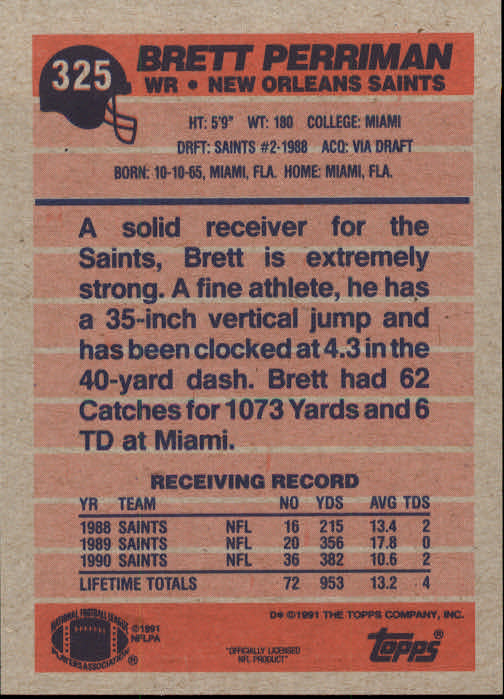 325
BRETT PERRIMAN
WR • NEW ORLEANS SAINTS
HT: 5'9" WT: 180 COLLEGE: MIAMI
DRFT: SAINTS #2-1988 ACQ: VIA DRAFT
BORN: 10-10-65, MIAMI, FLA. HOME: MIAMI, FLA.
A solid receiver for the
Saints, Brett is extremely
strong. A fine athlete, he has
a 35-inch vertical jump and
has been clocked at 4.3 in the
40-yard dash. Brett had 62
Catches for 1073 Yards and 6
TD at Miami.
RECEIVING RECORD
YR TEAM NO YDS AVG TDS
1988 SAINTS NFL 16 215 13.4 2
1989 SAINTS NFL 20 356 17.8 0
1990 SAINTS NFL 36 382 10.6 2
LIFETIME TOTALS 72 953 13.2 4
D* ©1991 THE TOPPS COMPANY, INC.
NATIONAL FOOTBALL LEAGUE
PLAYERS ASSOCIATION ®
©1991
NFLPA
"OFFICIALLY LICENSED
NFL PRODUCT"
topps®